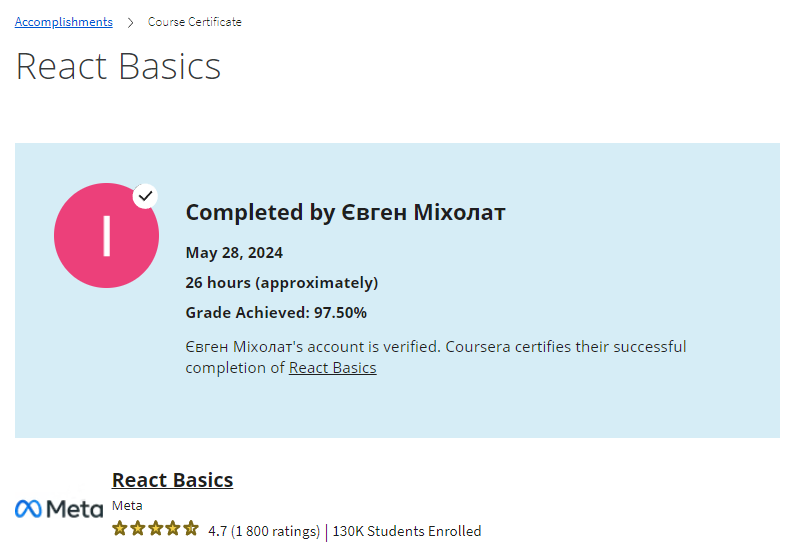 Accomplishments > Course Certificate
React Basics
I
Completed by Євген Міхолат
May 28, 2024
26 hours (approximately)
Grade Achieved: 97.50%
Євген Міхолат's account is verified. Coursera certifies their successful
completion of React Basics
React Basics
Meta
Meta
4.7 (1 800 ratings) | 130K Students Enrolled